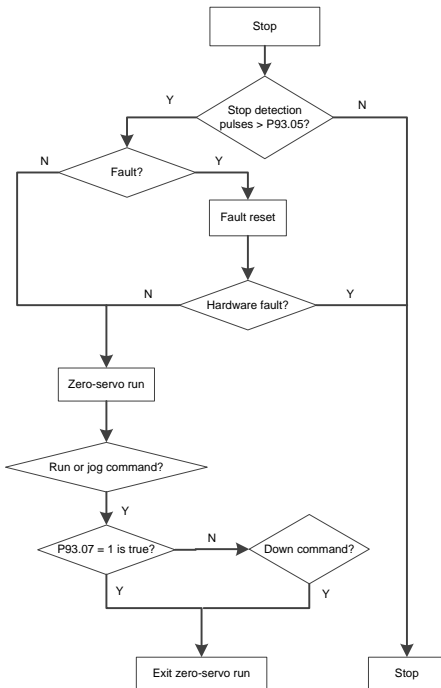 Stop
Y
Stop detection
pulses > P93.05?
N
N
Fault?
Y
Fault reset
N
Hardware fault?
Y
Zero-servo run
Run or jog command?
Y
P93.07 = 1 is true?
N
Down command?
Y
Y
Exit zero-servo run
Stop